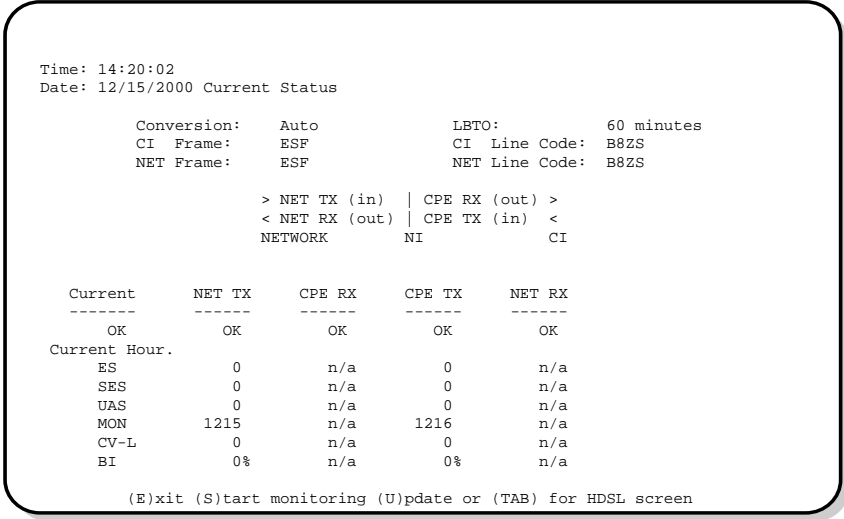 Time: 14:20:02
Date: 12/15/2000 Current Status
Conversion: Auto LBTO: 60 minutes
CI Frame: ESF CI Line Code: B8ZS
NET Frame: ESF NET Line Code: B8ZS
> NET TX (in) | CPE RX (out) >
< NET RX (out) | CPE TX (in) <
NETWORK NI CI
Current NET TX CPE RX CPE TX NET RX
------- ------ ------ ------ ------
OK OK OK OK OK
Current Hour.
ES 0 n/a 0 n/a
SES 0 n/a 0 n/a
UAS 0 n/a 0 n/a
MON 1215 n/a 1216 n/a
CV-L 0 n/a 0 n/a
BI 0% n/a 0% n/a
(E)xit (S)tart monitoring (U)pdate or (TAB) for HDSL screen